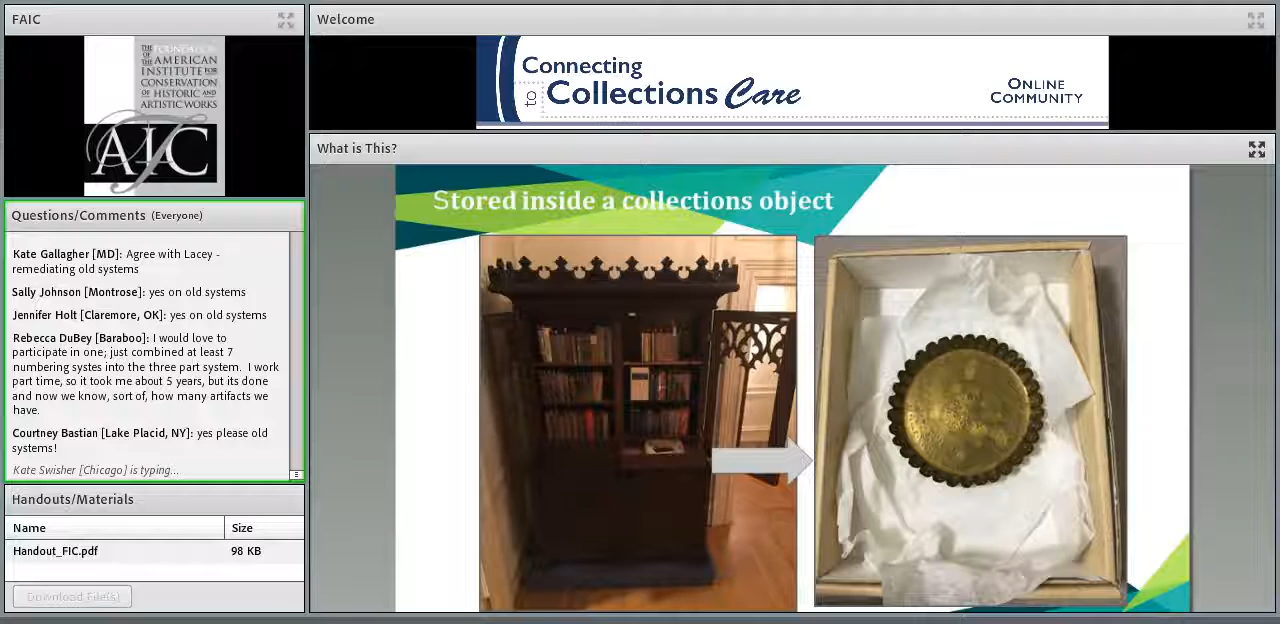 FAIC
THE FOUNDATION
OF THE AMERICAN
INSTITUTE FOR
CONSERVATION
OF HISTORIC AND
ARTISTIC WORKS
AIC
Questions/Comments (Everyone)
Kate Gallagher [MD]: Agree with Lacey -
remediating old systems
Sally Johnson [Montrose]: yes on old systems
Jennifer Holt [Claremore, OK]: yes on old systems
Rebecca DuBey [Baraboo]: I would love to
participate in one; just combined at least 7
numbering systes into the three part system.  I work
part time, so it took me about 5 years, but its done
and now we know, sort of, how many artifacts we
have.
Courtney Bastian [Lake Placid, NY]: yes please old
systems!
Kate Swisher [Chicago] is typing...
Handouts/Materials
Name Size
Handout_FIC.pdf 98 KB
Download File(s)
Welcome
Connecting
to Collections Care
ONLINE
COMMUNITY
What is This?
Stored inside a collections object